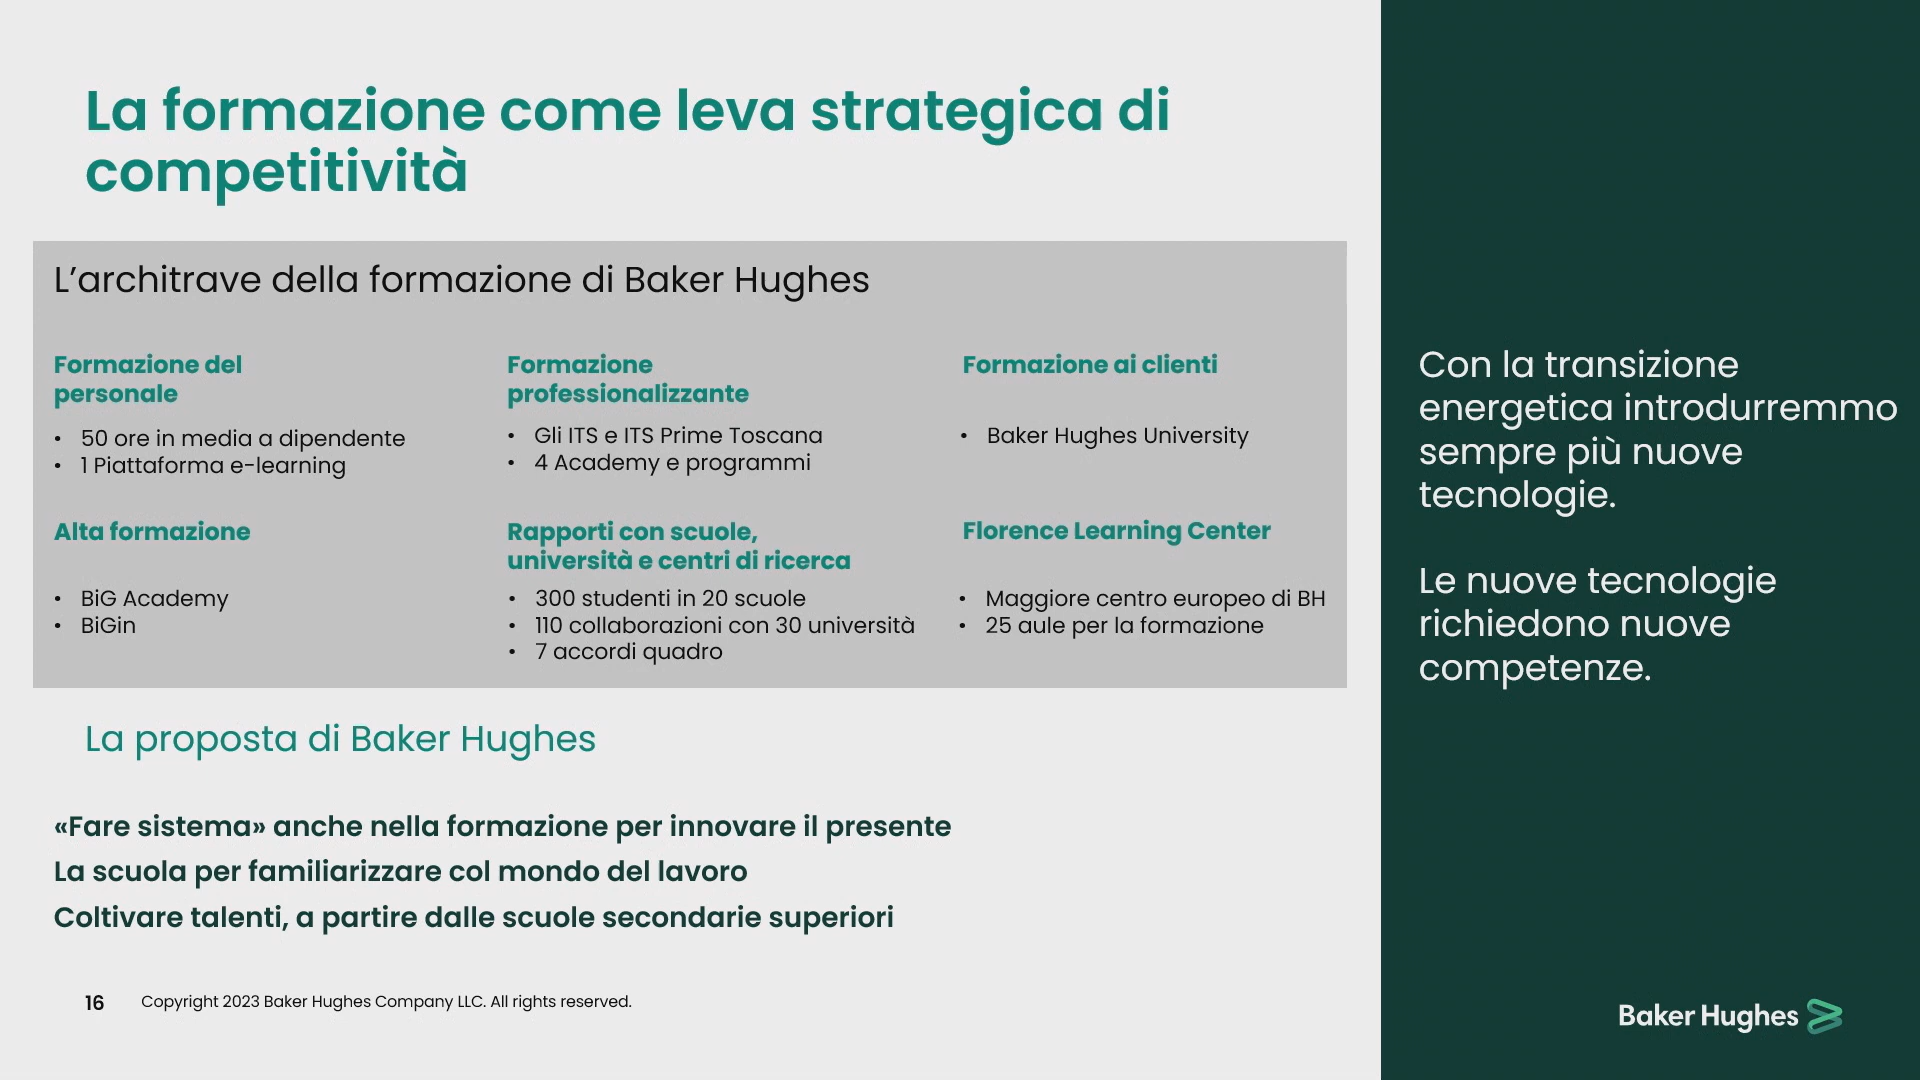 La formazione come leva strategica di
competitività
L’architrave della formazione di Baker Hughes
Formazione del
personale
• 50 ore in media a dipendente
• 1 Piattaforma e-learning
Formazione
professionalizzante
• Gli ITS e ITS Prime Toscana
• 4 Academy e programmi
Formazione ai clienti
• Baker Hughes University
Alta formazione
• BiG Academy
• BiGin
Rapporti con scuole,
università e centri di ricerca
• 300 studenti in 20 scuole
• 110 collaborazioni con 30 università
• 7 accordi quadro
Florence Learning Center
• Maggiore centro europeo di BH
• 25 aule per la formazione
La proposta di Baker Hughes
«Fare sistema» anche nella formazione per innovare il presente
La scuola per familiarizzare col mondo del lavoro
Coltivare talenti, a partire dalle scuole secondarie superiori
16 Copyright 2023 Baker Hughes Company LLC. All rights reserved.
Con la transizione
energetica introdurremmo
sempre più nuove
tecnologie.
Le nuove tecnologie
richiedono nuove
competenze.
Baker Hughes